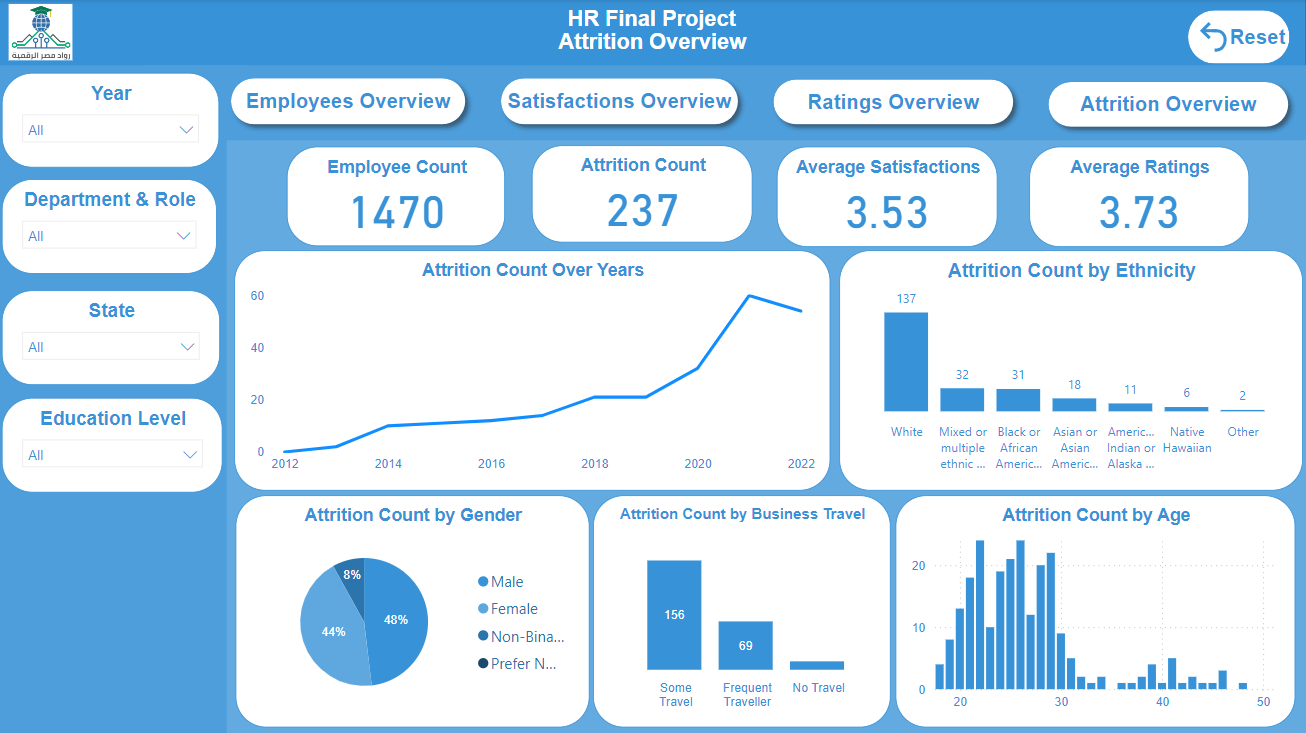 HR Final Project
Attrition Overview
رواد مصر الرقمية
Reset
Year
All
Department & Role
All
State
All
Education Level
All
Employees Overview
Satisfactions Overview
Ratings Overview
Attrition Overview
Employee Count
1470
Attrition Count
237
Average Satisfactions
3.53
Average Ratings
3.73
Attrition Count Over Years
60
40
20
0
2012 2014 2016 2018 2020 2022
Attrition Count by Ethnicity
137 32 31 18 11 6 2
White
Mixed or
multiple
ethnic ...
Black or
African
Americ...
Asian or
Asian
Americ...
Americ...
Indian or
Alaska ...
Native
Hawaiian
Other
Attrition Count by Gender
8%
44%
48%
Male
Female
Non-Bina...
Prefer N...
Attrition Count by Business Travel
156
69
Some
Travel
Frequent
Traveller
No Travel
Attrition Count by Age
20
10
0
20 30 40 50